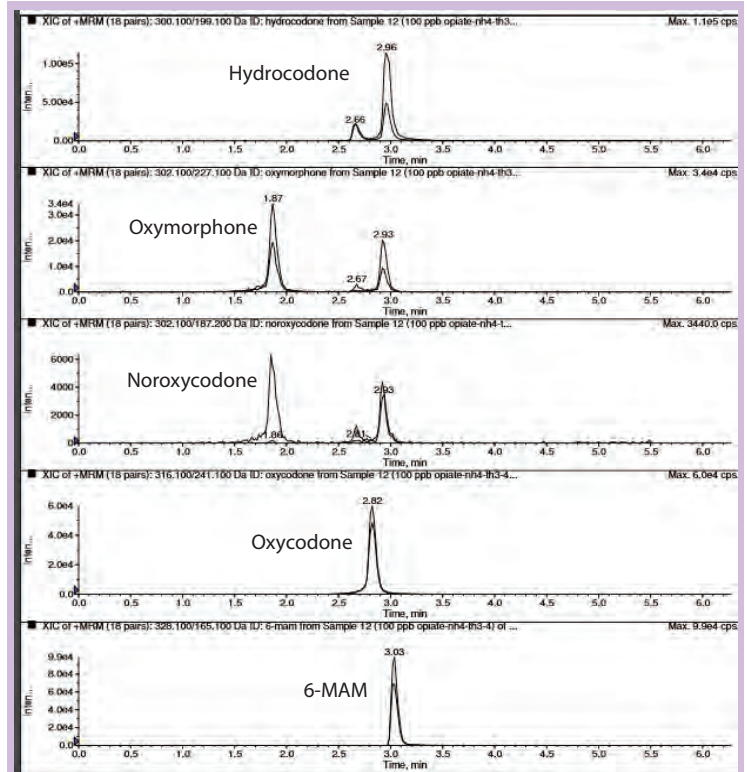 XIC of +MRM (18 pairs): 300.100/199.100 Da ID: hydrocodone from Sample 12 (100 ppb opiate-nh4-th3... Max. 1.1e5 cps.
2.96
Hydrocodone
1.00e5
5.00e4
2.66
0.00
0.0 0.5 1.0 1.5 2.0 2.5 3.0 3.5 4.0 4.5 5.0 5.5 6.0
Time, min
XIC of +MRM (18 pairs): 302.100/227.100 Da ID: oxymorphone from Sample 12 (100 ppb opiate-nh4-th3... Max. 3.4e4 cps.
3.4e4
1.87
3.0e4
Oxymorphone
2.93
2.0e4
1.0e4
2.67
0.0
0.0 0.5 1.0 1.5 2.0 2.5 3.0 3.5 4.0 4.5 5.0 5.5 6.0
Time, min
XIC of +MRM (18 pairs): 302.100/187.200 Da ID: noroxycodone from Sample 12 (100 ppb opiate-nh4-t... Max. 3440.0 cps.
6000
Noroxycodone
4000
2.93
2000
1.86
0
0.0 0.5 1.0 1.5 2.0 2.5 3.0 3.5 4.0 4.5 5.0 5.5 6.0
Time, min
XIC of +MRM (18 pairs): 316.100/241.100 Da ID: oxycodone from Sample 12 (100 ppb opiate-nh4-th3-4... Max. 6.0e4 cps.
2.82
6.0e4
4.0e4
Oxycodone
2.0e4
0.0
0.0 0.5 1.0 1.5 2.0 2.5 3.0 3.5 4.0 4.5 5.0 5.5 6.0
Time, min
XIC of +MRM (18 pairs): 328.100/165.100 Da ID: 6-mam from Sample 12 (100 ppb opiate-nh4-th3-4) of ... Max. 9.9e4 cps.
9.9e4
3.03
8.0e4
6-MAM
6.0e4
4.0e4
2.0e4
0.0
0.0 0.5 1.0 1.5 2.0 2.5 3.0 3.5 4.0 4.5 5.0 5.5 6.0
Time, min